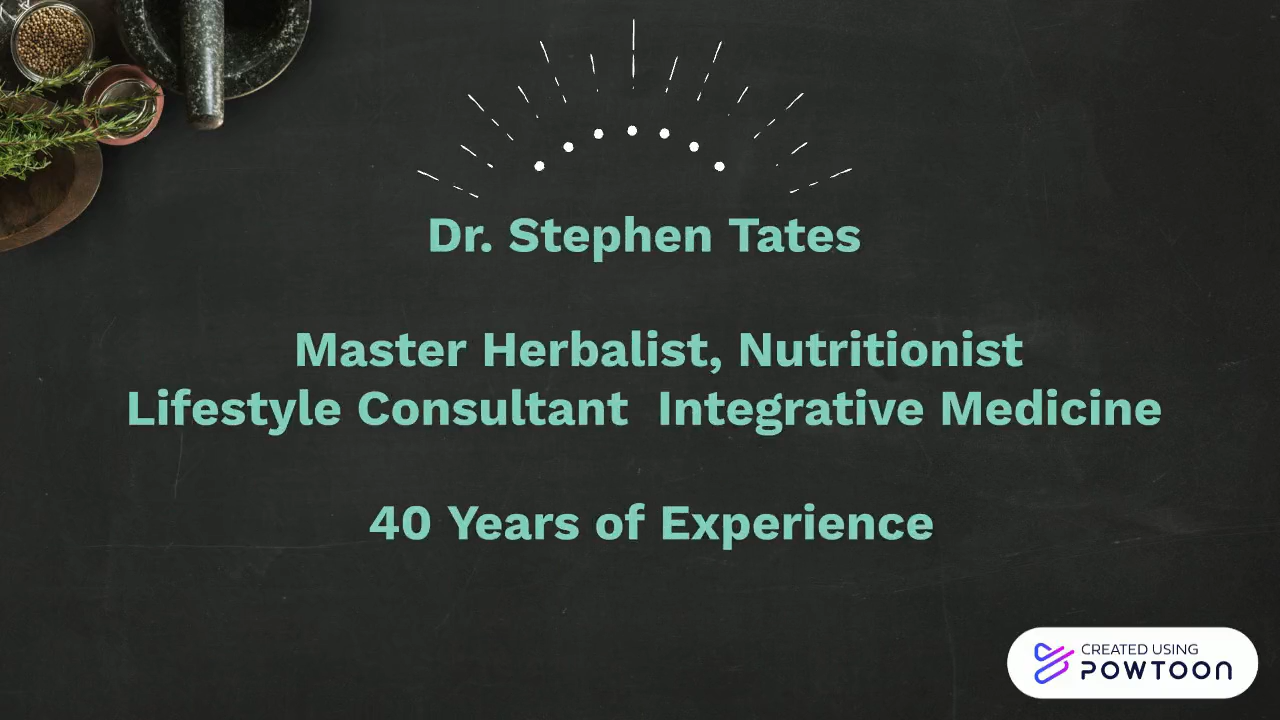 Dr. Stephen Tates
Master Herbalist, Nutritionist
Lifestyle Consultant  Integrative Medicine
40 Years of Experience
CREATED USING
POWTOON